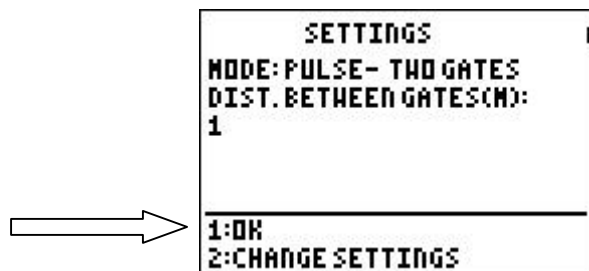 SETTINGS
MODE:PULSE- TWO GATES
DIST.BETWEEN GATES(M):
1
1:OK
2:CHANGE SETTINGS